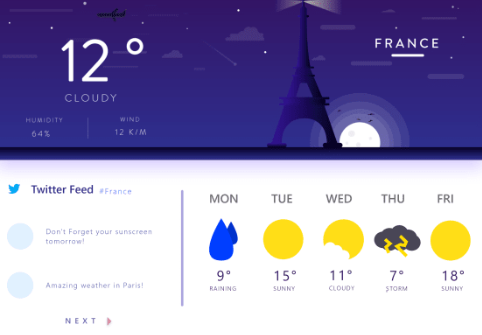 12°
CLOUDY
HUMIDITY
64%
WIND
12 K/M
FRANCE
Twitter Feed #France
Don't Forget your sunscreen
tomorrow!
Amazing weather in Paris!
NEXT
MON TUE WED THU FRI
9° 15° 11° 7° 18°
RAINING SUNNY CLOUDY STORM SUNNY